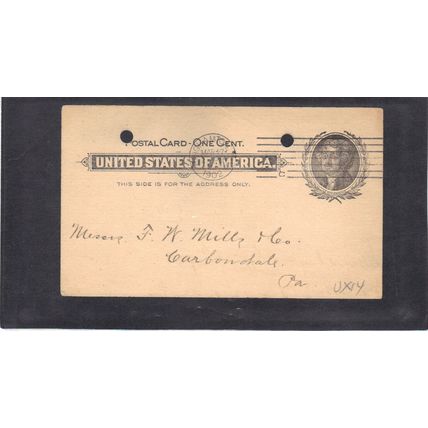 POSTAL CARD - ONE CENT.
UNITED STATES OF AMERICA.
THIS SIDE IS FOR THE ADDRESS ONLY.
1902
Messrs F. W. Mills & Co.
Carbondale.
Pa.
UX14